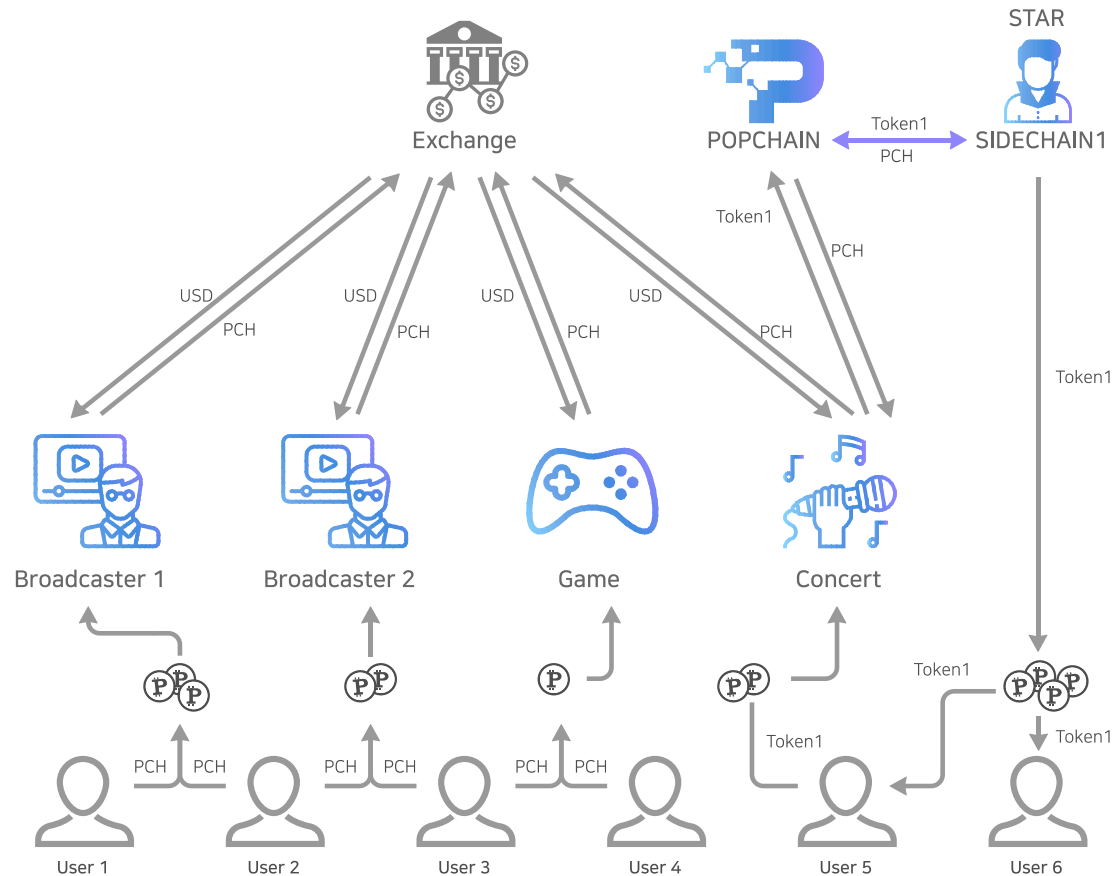 STAR
Exchange
POPCHAIN
Token1
PCH
SIDECHAIN1
Token1
PCH
USD
PCH
USD
PCH
USD
PCH
USD
PCH
Token1
Broadcaster 1
Broadcaster 2
Game
Concert
Token1
Token1
Token1
PCH
PCH
PCH
PCH
PCH
PCH
User 1
User 2
User 3
User 4
User 5
User 6